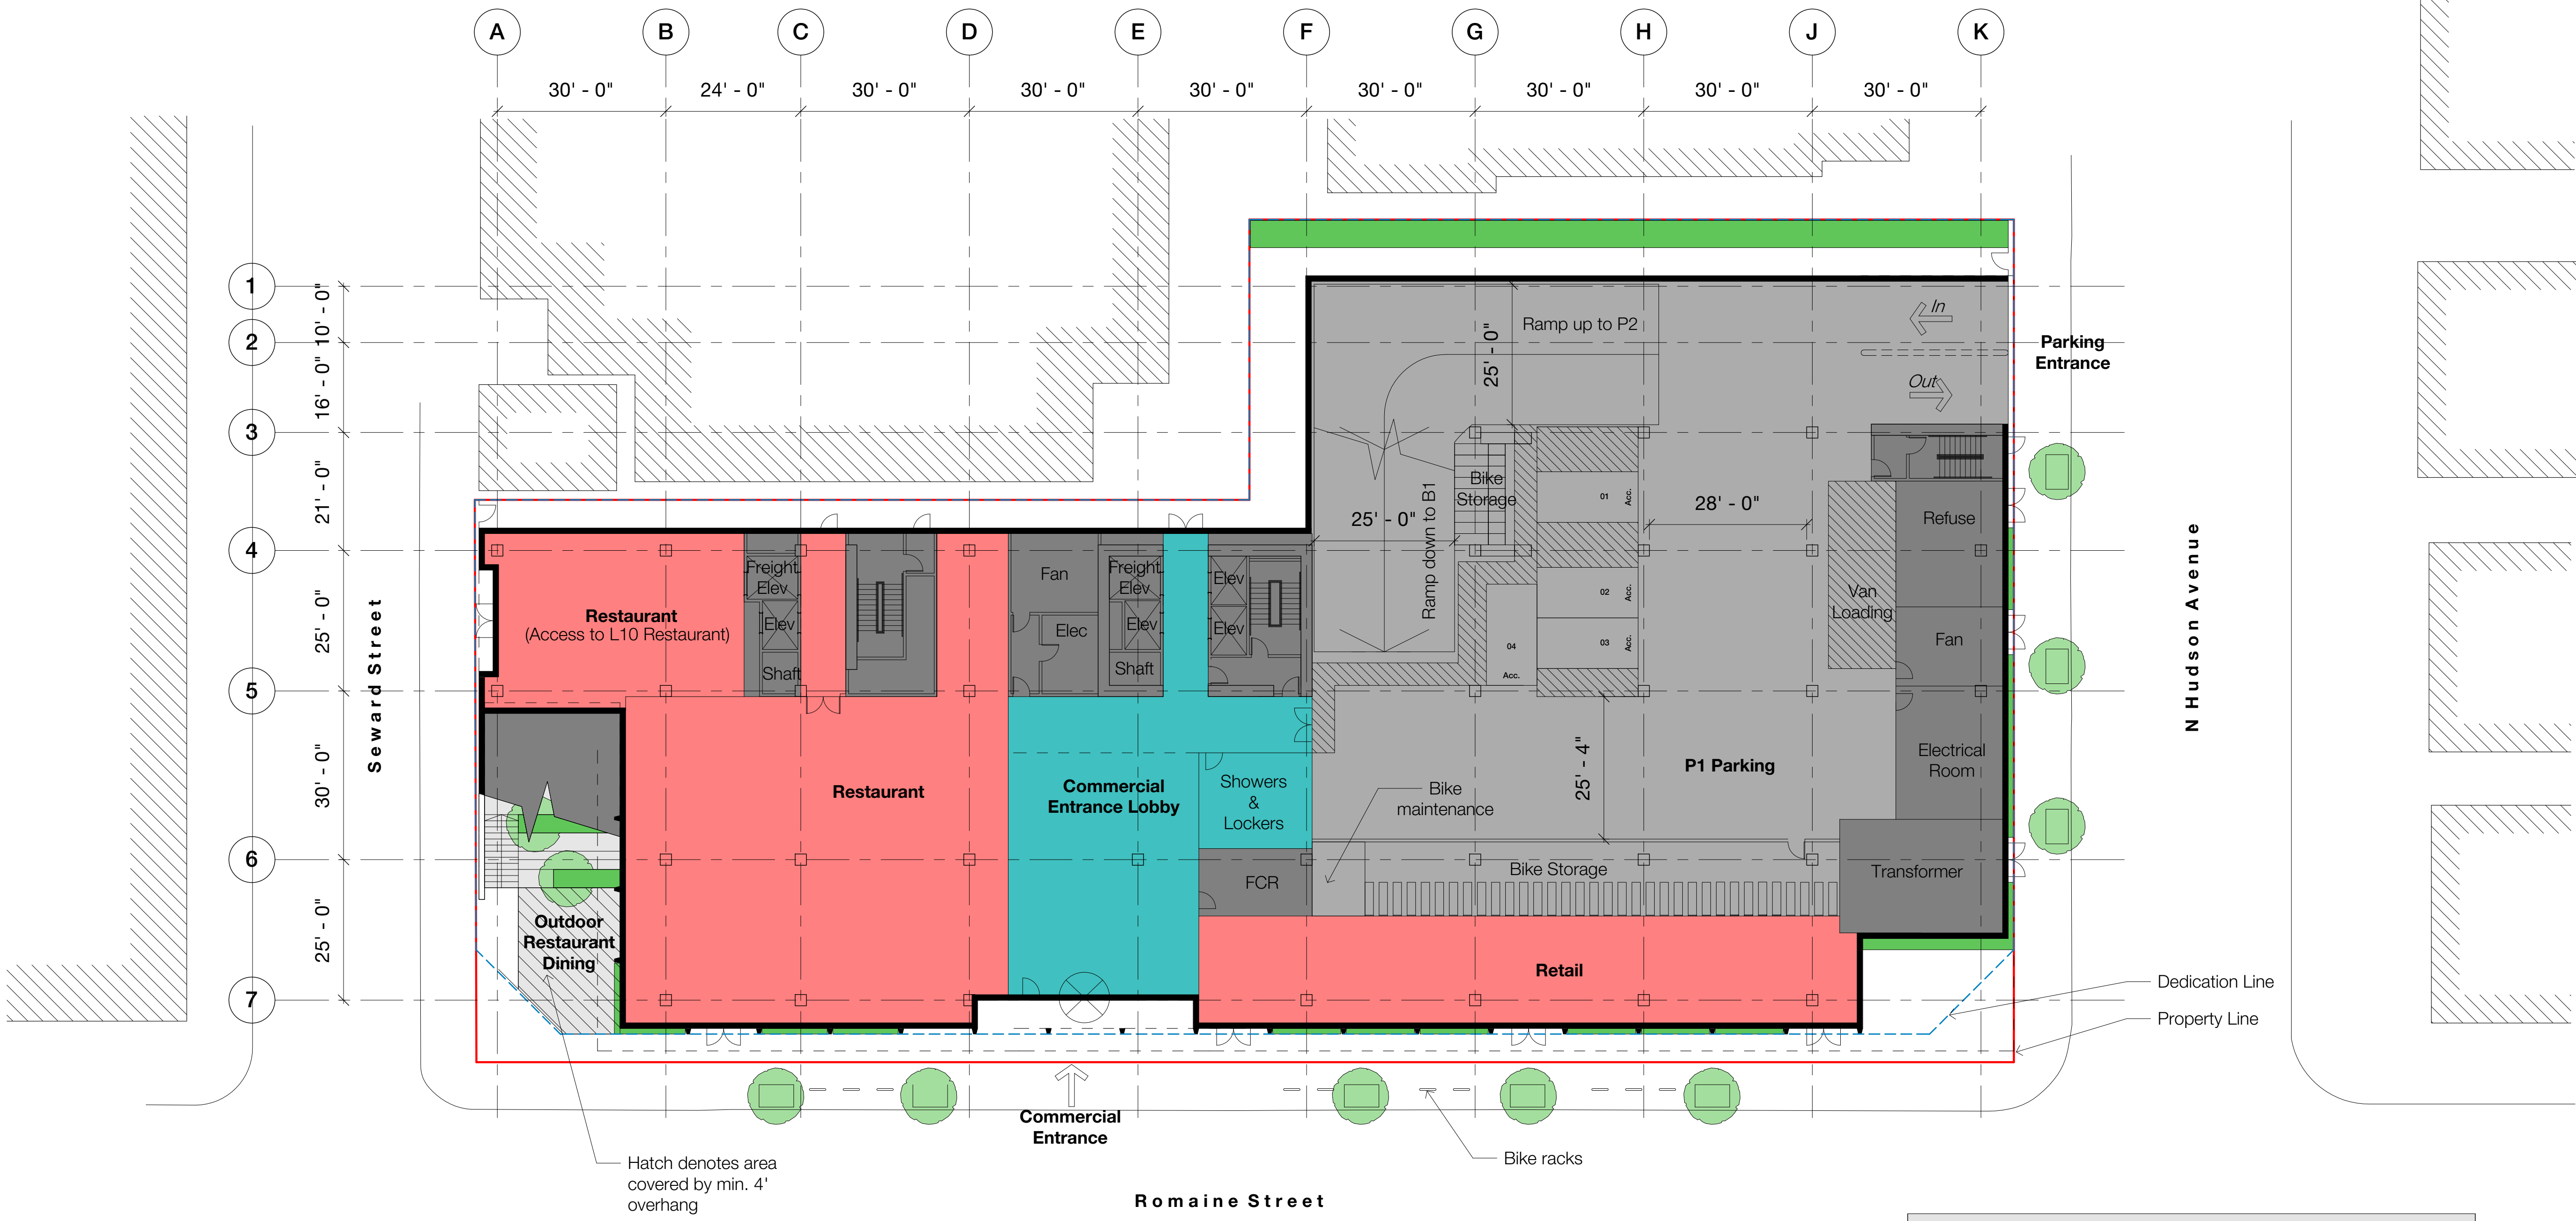 A
B
C
D
E
F
G
H
J
K
30' - 0"
24' - 0"
30' - 0"
30' - 0"
30' - 0"
30' - 0"
30' - 0"
30' - 0"
30' - 0"
1
2
3
4
5
6
7
10' - 0"
16' - 0"
21' - 0"
25' - 0"
30' - 0"
25' - 0"
Seward Street
N Hudson Avenue
Romaine Street
Ramp up to P2
25' - 0"
In
Out
Parking
Entrance
Bike
Storage
Ramp down to B1
25' - 0"
01
Acc.
02
Acc.
03
Acc.
04
Acc.
28' - 0"
Van
Loading
Refuse
Fan
Electrical
Room
Transformer
Restaurant
(Access to L10 Restaurant)
Freight
Elev
Elev
Shaft
Fan
Elec
Freight
Elev
Elev
Shaft
Elev
Elev
Restaurant
Commercial
Entrance Lobby
Showers
&
Lockers
FCR
Bike
maintenance
25' - 4"
P1 Parking
Bike Storage
Outdoor
Restaurant
Dining
Retail
Dedication Line
Property Line
Commercial
Entrance
Bike racks
Hatch denotes area
covered by min. 4'
overhang